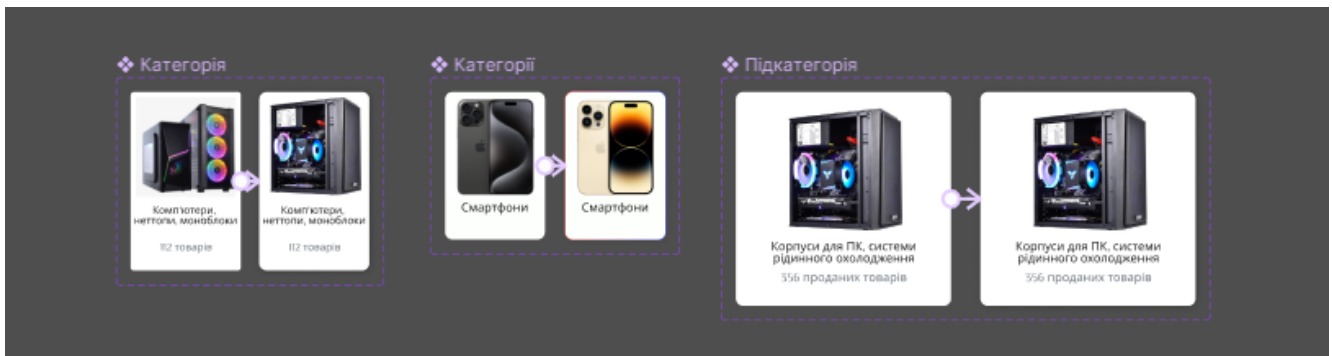 Категорія
Категорії
Підкатегорія
Комп'ютери,
неттопи, моноблоки
112 товарів
Комп'ютери,
неттопи, моноблоки
112 товарів
Смартфони
Смартфони
Корпуси для ПК, системи
рідинного охолодження
356 проданих товарів
Корпуси для ПК, системи
рідинного охолодження
356 проданих товарів